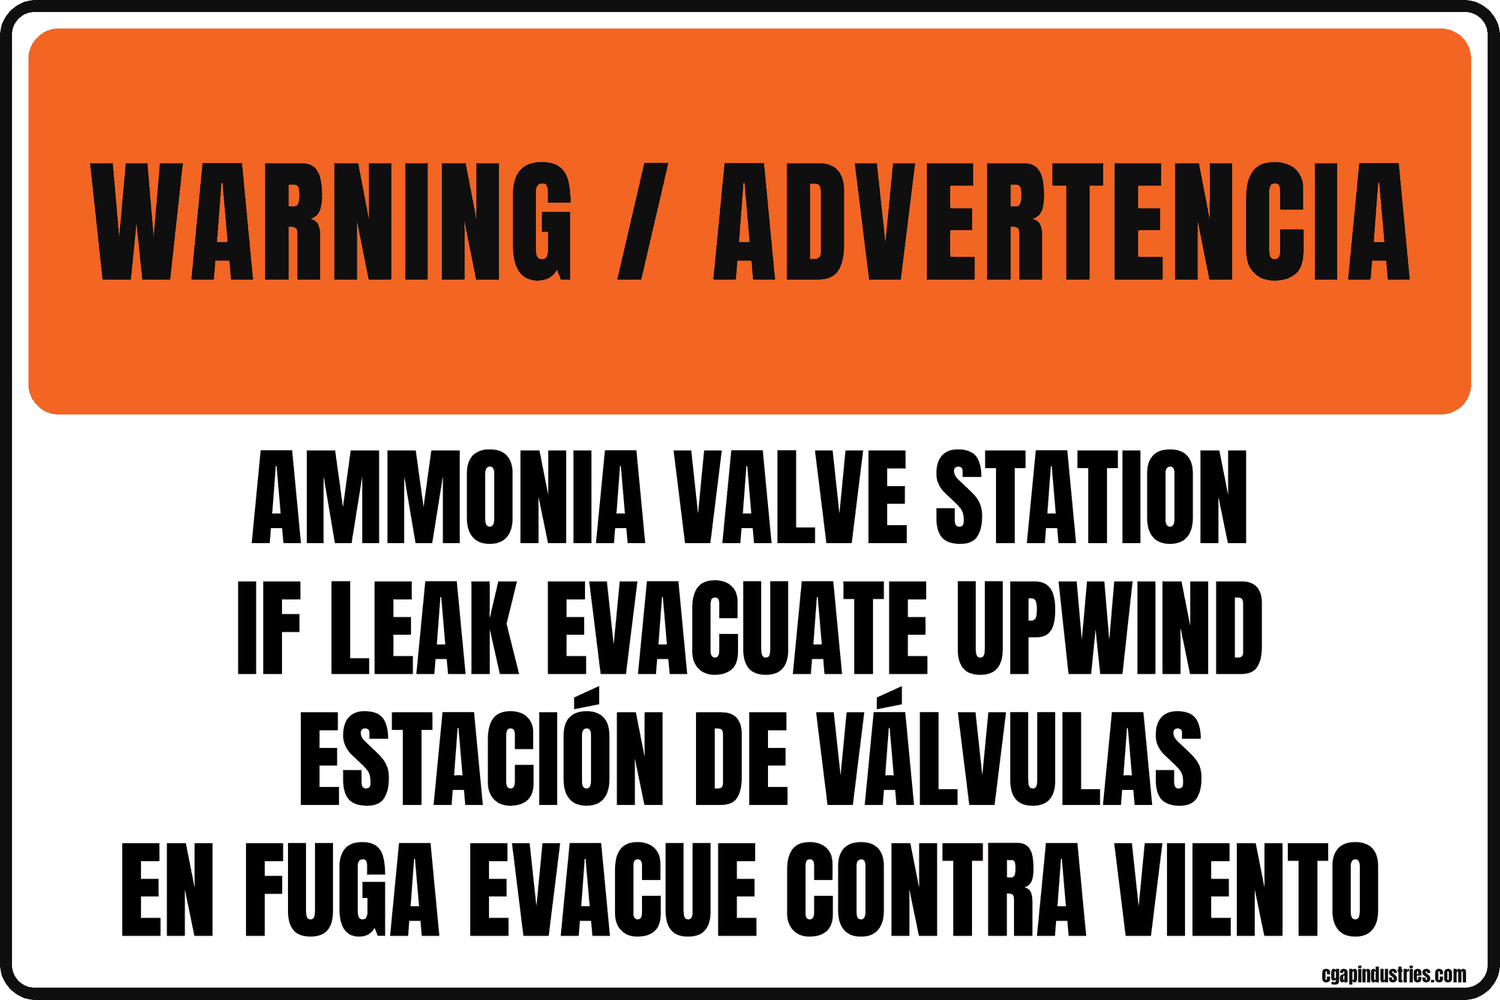 WARNING / ADVERTENCIA
AMMONIA VALVE STATION
IF LEAK EVACUATE UPWIND
ESTACIÓN DE VÁLVULAS
EN FUGA EVACUE CONTRA VIENTO
cgapindustries.com